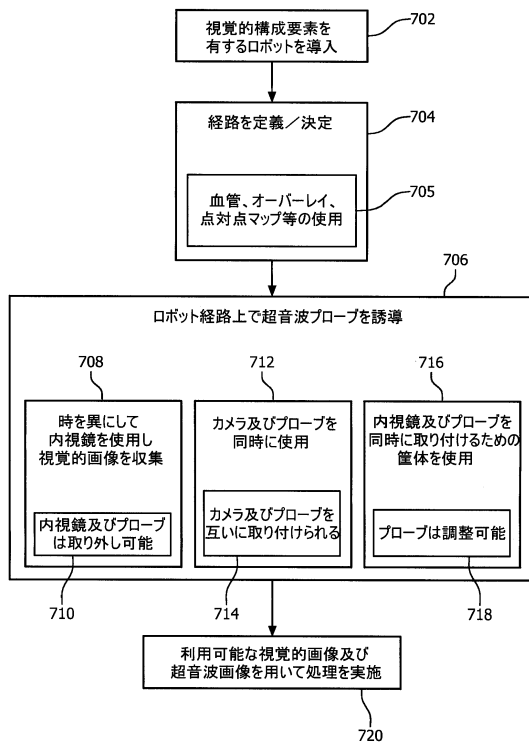 視覚的構成要素を
有するロボットを導入
702
経路を定義／決定
704
血管、オーバーレイ、
点対点マップ等の使用
705
706
ロボット経路上で超音波プローブを誘導
708
時を異にして
内視鏡を使用し
視覚的画像を収集
内視鏡及びプローブ
は取り外し可能
710
712
カメラ及びプローブを
同時に使用
カメラ及びプローブを
互いに取り付けられる
714
716
内視鏡及びプローブを
同時に取り付けるための
筐体を使用
プローブは調整可能
718
利用可能な視覚的画像及び
超音波画像を用いて処理を実施
720